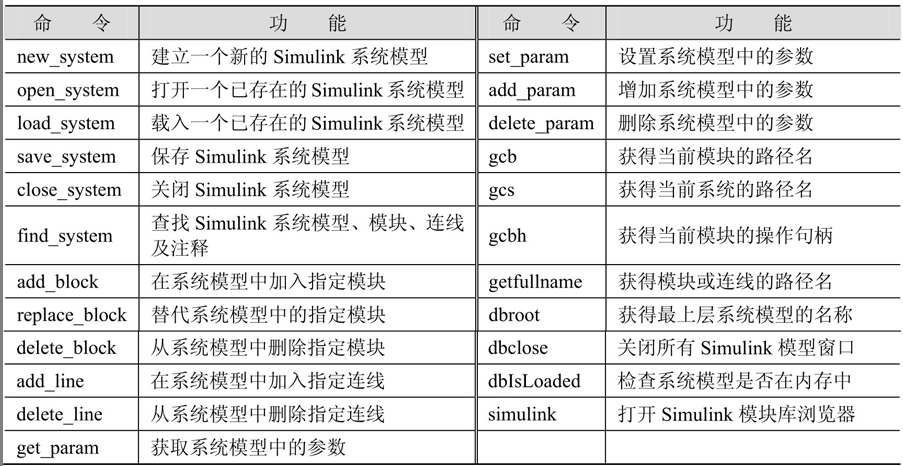 命 令 功 能 命 令 功 能
new_system 建立一个新的 Simulink 系统模型 set_param 设置系统模型中的参数
open_system 打开一个已存在的 Simulink 系统模型 add_param 增加系统模型中的参数
load_system 载入一个已存在的 Simulink 系统模型 delete_param 删除系统模型中的参数
save_system 保存 Simulink 系统模型 gcb 获得当前模块的路径名
close_system 关闭 Simulink 系统模型 gcs 获得当前系统的路径名
find_system 查找 Simulink 系统模型、模块、连线
及注释 gcbh 获得当前模块的操作句柄
add_block 在系统模型中加入指定模块 getfullname 获得模块或连线的路径名
replace_block 替代系统模型中的指定模块 dbroot 获得最上层系统模型的名称
delete_block 从系统模型中删除指定模块 dbclose 关闭所有 Simulink 模型窗口
add_line 在系统模型中加入指定连线 dbIsLoaded 检查系统模型是否在内存中
delete_line 从系统模型中删除指定连线 simulink 打开 Simulink 模块库浏览器
get_param 获取系统模型中的参数